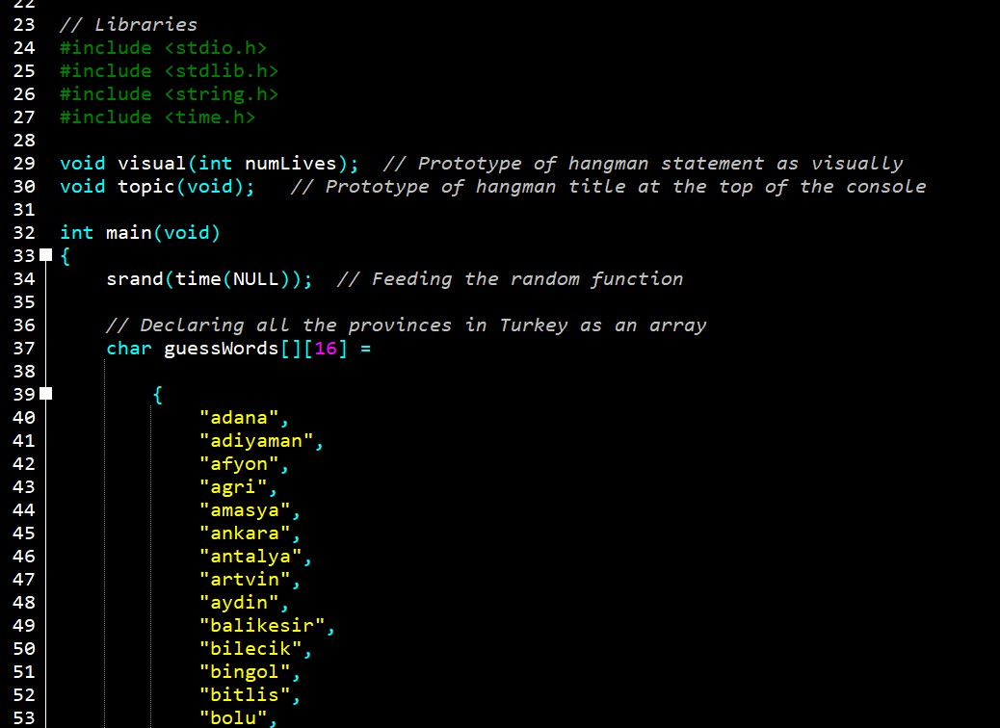 22
23 // Libraries
24 #include <stdio.h>
25 #include <stdlib.h>
26 #include <string.h>
27 #include <time.h>
28
29 void visual(int numLives);  // Prototype of hangman statement as visually
30 void topic(void);   // Prototype of hangman title at the top of the console
31
32 int main(void)
33 {
34     srand(time(NULL));  // Feeding the random function
35
36     // Declaring all the provinces in Turkey as an array
37     char guessWords[][16] =
38
39         {
40             "adana",
41             "adiyaman",
42             "afyon",
43             "agri",
44             "amasya",
45             "ankara",
46             "antalya",
47             "artvin",
48             "aydin",
49             "balikesir",
50             "bilecik",
51             "bingol",
52             "bitlis",
53             "bolu",